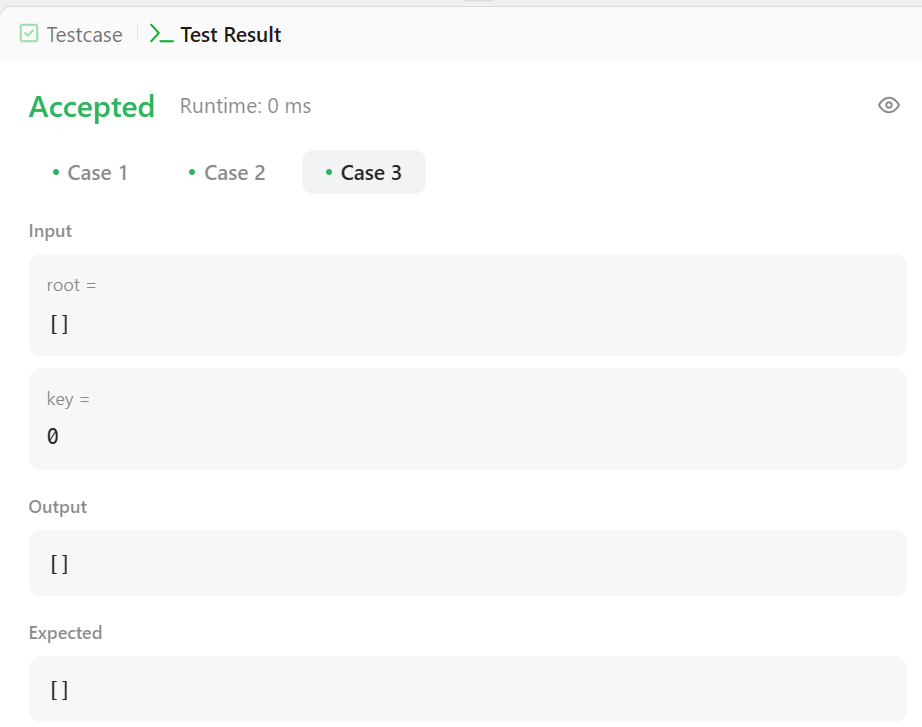 Testcase Test Result
Accepted Runtime: 0 ms
Case 1 Case 2 Case 3
Input
root =
[]
key =
0
Output
[]
Expected
[]